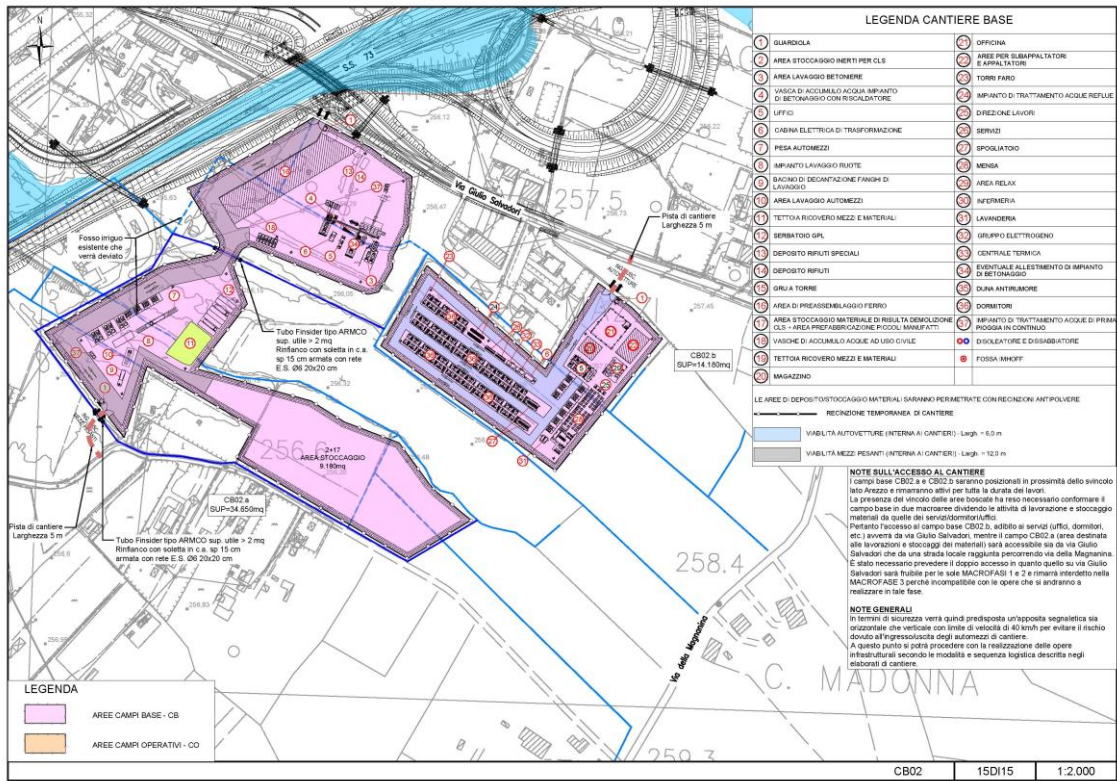 LEGENDA CANTIERE BASE
1 GUARDIOLA
2 AREA STOCCAGGIO INERTI PER CLS
3 AREA LAVAGGIO BETONIERE
4 VASCA DI ACCUMULO ACQUA IMPIANTO
DI BETONAGGIO CON RISCALDATORE
5 UFFICI
6 CABINA ELETTRICA DI TRASFORMAZIONE
7 PESA AUTOMEZZI
8 IMPIANTO LAVAGGIO RUOTE
9 BACINO DI DECANTAZIONE FANGHI DI
LAVAGGIO
10 AREA LAVAGGIO AUTOMEZZI
11 TETTOIA RICOVERO MEZZI E MATERIALI
12 SERBATOIO GPL
13 DEPOSITO RIFIUTI SPECIALI
14 DEPOSITO RIFIUTI
15 GRU A TORRE
16 AREA DI PREASSEMBLAGGIO FERRO
17 AREA STOCCAGGIO MATERIALE DI RISULTA DEMOLIZIONE
CLS + AREA PREFABBRICAZIONE PICCOLI MANUFATTI
18 VASCHE DI ACCUMULO ACQUE AD USO CIVILE
19 TETTOIA RICOVERO MEZZI E MATERIALI
20 MAGAZZINO
21 OFFICINA
22 AREE PER SUBAPPALTATORI
E APPALTATORI
23 TORRI FARO
24 IMPIANTO DI TRATTAMENTO ACQUE REFLUE
25 DIREZIONE LAVORI
26 SERVIZI
27 SPOGLIATOIO
28 MENSA
29 AREA RELAX
30 INFERMERIA
31 LAVANDERIA
32 GRUPPO ELETTROGENO
33 CENTRALE TERMICA
34 EVENTUALE ALLESTIMENTO DI IMPIANTO
DI BETONAGGIO
35 DUNA ANTIRUMORE
36 DORMITORI
37 IMPIANTO TRATTAMENTO ACQUE DI PRIMA
PIOGGIA IN CONTINUO
DISOLEATORE E DISSABBIATORE
FOSSA IMHOFF
LE AREE DI DEPOSITO/STOCCAGGIO MATERIALI SARANNO PERIMETRATE CON RECINZIONI ANTIPOLVERE
RECINZIONE TEMPORANEA DI CANTIERE
VIABILITÀ AUTOVETTURE (INTERNA AI CANTIERI) - Largh. = 6,0 m
VIABILITÀ MEZZI PESANTI (INTERNA AI CANTIERI) - Largh. = 12,0 m
NOTE SULL'ACCESSO AL CANTIERE
I campi base CB02.a e CB02.b saranno posizionati in prossimità dello svincolo
lato Arezzo e rimarranno attivi per tutta la durata dei lavori.
La presenza del vincolo delle aree boscate ha reso necessario conformare il
campo base in due macroaree dividendo le attività di lavorazione e stoccaggio
materiali da quelle dei servizi/dormitori/uffici.
Pertanto l'accesso al campo base CB02.b, adibito ai servizi (uffici, dormitori,
etc.) avverrà da via Giulio Salvadori, mentre il campo CB02.a (area destinata
alle lavorazioni e stoccaggi dei materiali) sarà accessibile sia da via Giulio
Salvadori che da una strada locale raggiunta percorrendo via della Magnanina.
È stato necessario prevedere il doppio accesso in quanto quello su via Giulio
Salvadori sarà fruibile per le sole MACROFASI 1 e 2 e rimarrà interdetto nella
MACROFASE 3 perchè incompatibile con le opere che si andranno a
realizzare in tale fase.
NOTE GENERALI
In termini di sicurezza verrà quindi predisposta un'apposita segnaletica sia
orizzontale che verticale con limite di velocità di 40 km/h per evitare il rischio
dovuto all'ingresso/uscita degli automezzi di cantiere.
A questo punto si potrà procedere con la realizzazione delle opere
infrastrutturali secondo le modalità e sequenza logistica descritta negli
elaborati di cantiere.
S.S. 73
Via Giulio Salvadori
257.5
Pista di cantiere
Larghezza 5 m
Fosso irriguo
esistente che
verrà deviato
Tubo Finsider tipo ARMCO
sup. utile > 2 mq
Rinfianco con soletta in c.a.
sp 15 cm armata con rete
E.S. Ø6 20x20 cm
CB02.b
SUP=14.180mq
256.6
2+17
AREA STOCCAGGIO
9.180mq
CB02.a
SUP=34.650mq
Pista di cantiere
Larghezza 5 m
Tubo Finsider tipo ARMCO sup. utile > 2 mq
Rinfianco con soletta in c.a. sp 15 cm
armata con rete E.S. Ø6 20x20 cm
258.4
Via della Magnanina
C. MADONNA
259.3
LEGENDA
AREE CAMPI BASE - CB
AREE CAMPI OPERATIVI - CO
CB02 15DI15 1:2.000